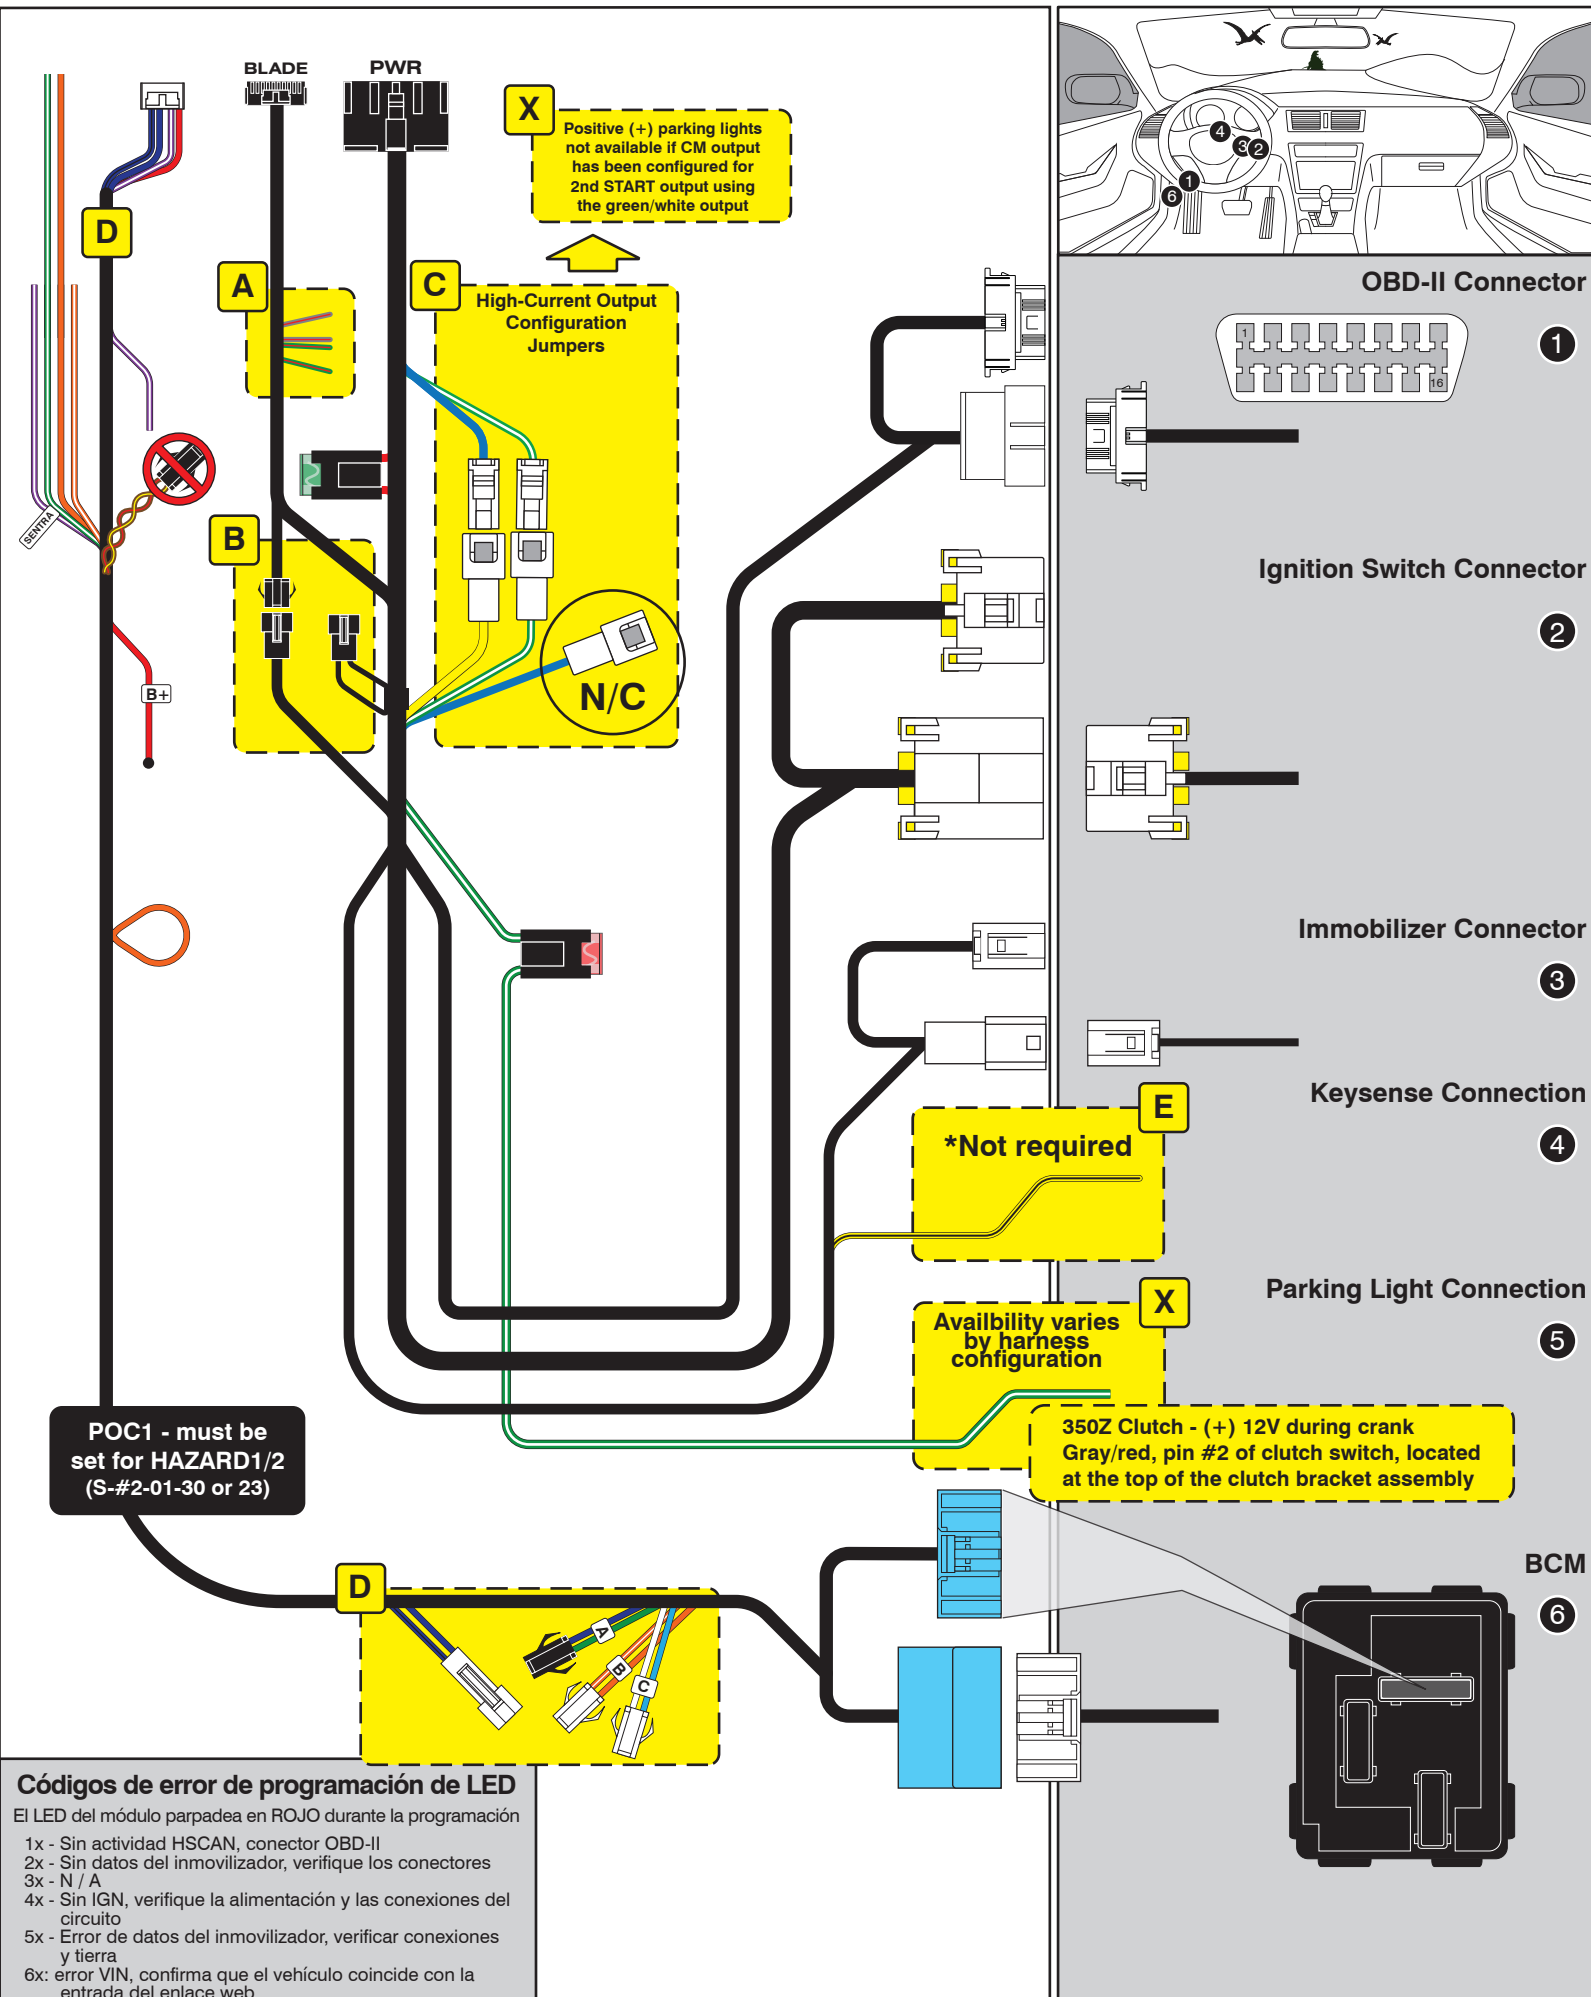 BLADE
PWR
X
Positive (+) parking lights
not available if CM output
has been configured for
2nd START output using
the green/white output
4
3
2
1
6
D
A
C
High-Current Output
Configuration
Jumpers
OBD-II Connector
1
1
16
SENTRA
B
Ignition Switch Connector
2
N/C
B+
Immobilizer Connector
3
Keysense Connection
4
E
*Not required
Parking Light Connection
5
X
Availbility varies
by harness
configuration
350Z Clutch - (+) 12V during crank
Gray/red, pin #2 of clutch switch, located
at the top of the clutch bracket assembly
POC1 - must be
set for HAZARD1/2
(S-#2-01-30 or 23)
BCM
6
D
A
B
C
Códigos de error de programación de LED
El LED del módulo parpadea en ROJO durante la programación
1x - Sin actividad HSCAN, conector OBD-II
2x - Sin datos del inmovilizador, verifique los conectores
3x - N / A
4x - Sin IGN, verifique la alimentación y las conexiones del
circuito
5x - Error de datos del inmovilizador, verificar conexiones
y tierra
6x: error VIN, confirma que el vehículo coincide con la
entrada del enlace web